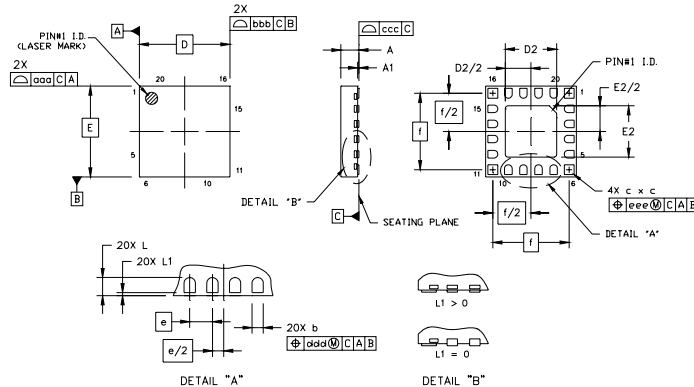 2X
bbb C B
A
D
PIN#1 I.D.
(LASER MARK)
2X
aaa C A
20
16
1
15
E
5
11
6
10
B
ccc C
A
A1
DETAIL "B"
C
SEATING PLANE
D2
D2/2
PIN#1 I.D.
16
20
1
15
E2/2
f/2
f
E2
5
11
10
6
4X c x c
eee M C A B
f/2
f
DETAIL "A"
20X L
20X L1
e
e/2
20X b
ddd M C A B
DETAIL "A"
L1 > 0
L1 = 0
DETAIL "B"